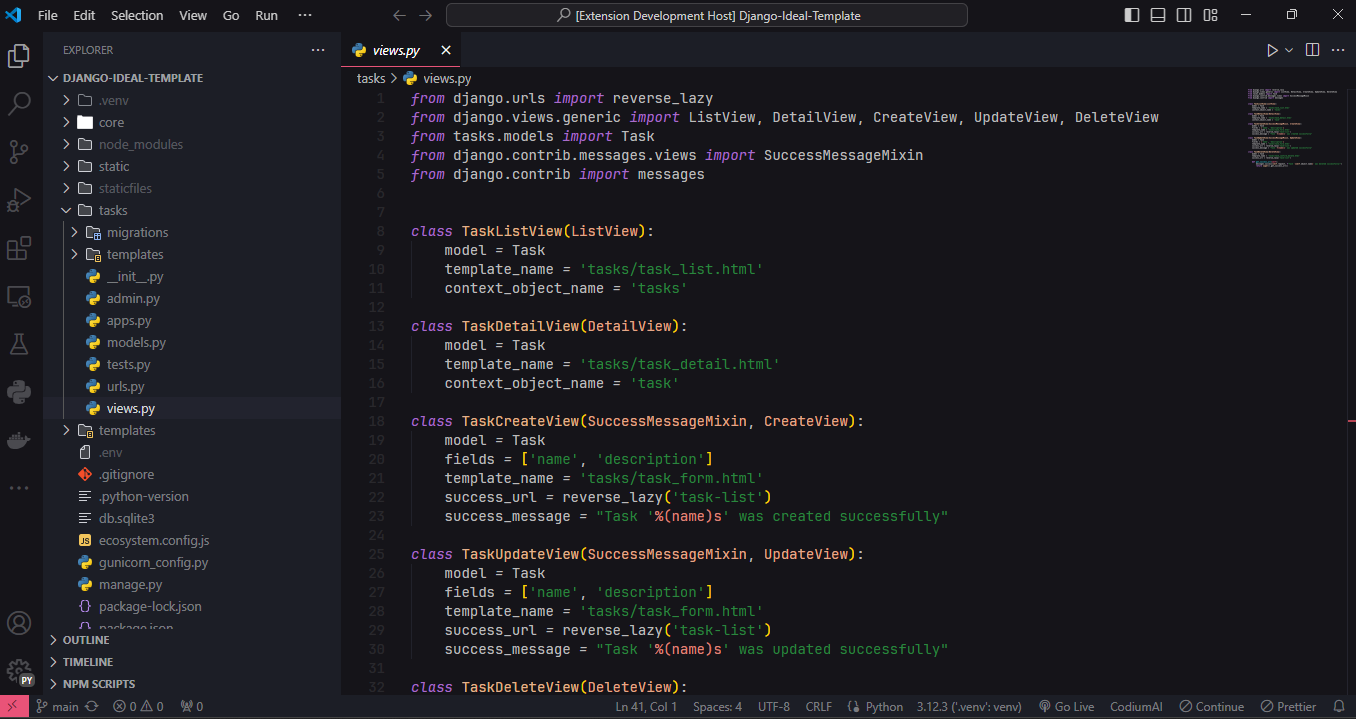 File Edit Selection View Go Run ···
[Extension Development Host] Django-Ideal-Template
EXPLORER
DJANGO-IDEAL-TEMPLATE
.venv
core
node_modules
static
staticfiles
tasks
migrations
templates
__init__.py
admin.py
apps.py
models.py
tests.py
urls.py
views.py
templates
.env
.gitignore
.python-version
db.sqlite3
JS ecosystem.config.js
gunicorn_config.py
manage.py
{} package-lock.json
{} package.json
OUTLINE
TIMELINE
NPM SCRIPTS
PY
views.py
tasks > views.py
1 from django.urls import reverse_lazy
2 from django.views.generic import ListView, DetailView, CreateView, UpdateView, DeleteView
3 from tasks.models import Task
4 from django.contrib.messages.views import SuccessMessageMixin
5 from django.contrib import messages
6
7
8 class TaskListView(ListView):
9 model = Task
10 template_name = 'tasks/task_list.html'
11 context_object_name = 'tasks'
12
13 class TaskDetailView(DetailView):
14 model = Task
15 template_name = 'tasks/task_detail.html'
16 context_object_name = 'task'
17
18 class TaskCreateView(SuccessMessageMixin, CreateView):
19 model = Task
20 fields = ['name', 'description']
21 template_name = 'tasks/task_form.html'
22 success_url = reverse_lazy('task-list')
23 success_message = "Task '%(name)s' was created successfully"
24
25 class TaskUpdateView(SuccessMessageMixin, UpdateView):
26 model = Task
27 fields = ['name', 'description']
28 template_name = 'tasks/task_form.html'
29 success_url = reverse_lazy('task-list')
30 success_message = "Task '%(name)s' was updated successfully"
31
32 class TaskDeleteView(DeleteView):
main 0 0 0 Ln 41, Col 1 Spaces: 4 UTF-8 CRLF Python 3.12.3 ('.venv': venv) Go Live CodiumAI Continue Prettier